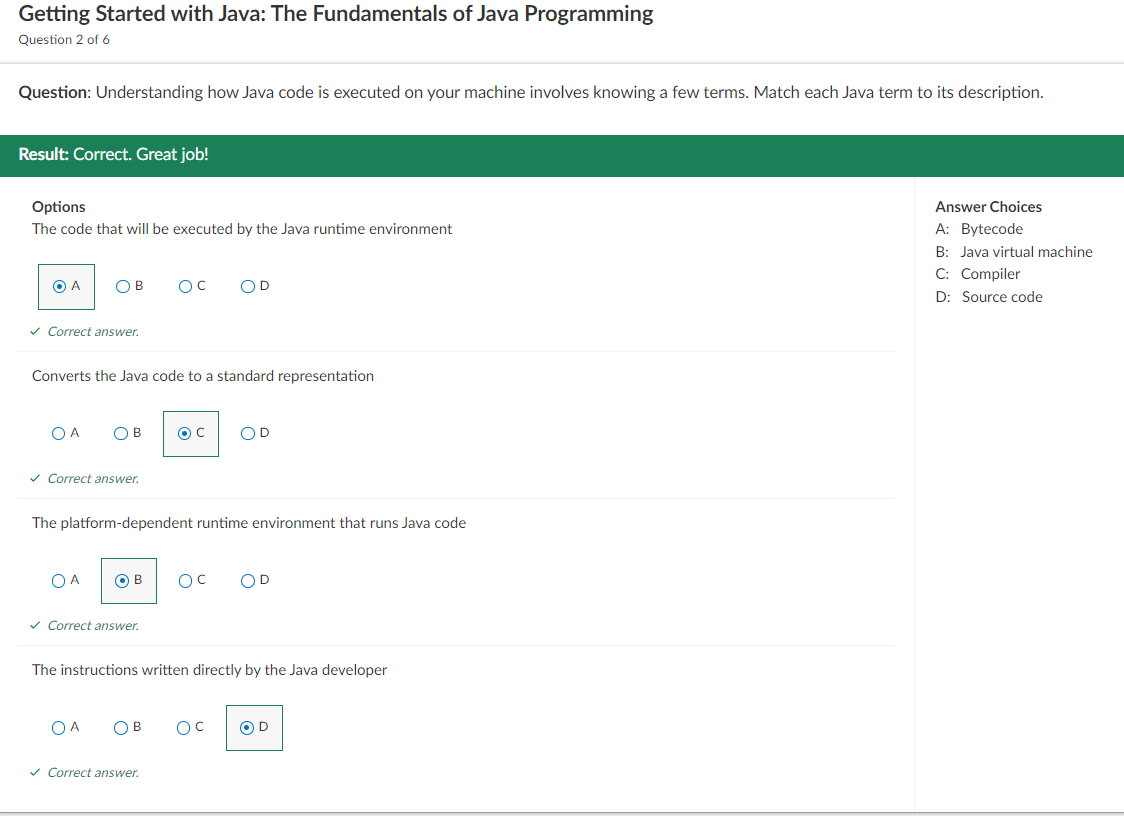 Getting Started with Java: The Fundamentals of Java Programming
Question 2 of 6
Question: Understanding how Java code is executed on your machine involves knowing a few terms. Match each Java term to its description.
Result: Correct. Great job!
Options
The code that will be executed by the Java runtime environment
A B C D
Correct answer.
Converts the Java code to a standard representation
A B C D
Correct answer.
The platform-dependent runtime environment that runs Java code
A B C D
Correct answer.
The instructions written directly by the Java developer
A B C D
Correct answer.
Answer Choices
A: Bytecode
B: Java virtual machine
C: Compiler
D: Source code